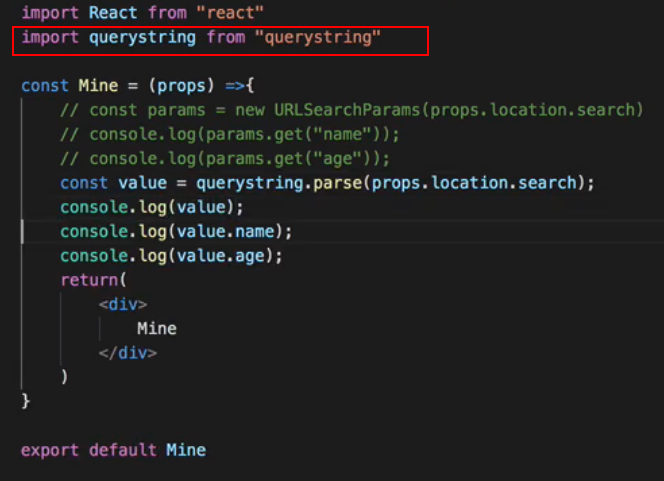 import React from "react"
import querystring from "querystring"
const Mine = (props) =>{
// const params = new URLSearchParams(props.location.search)
// console.log(params.get("name"));
// console.log(params.get("age"));
const value = querystring.parse(props.location.search);
console.log(value);
console.log(value.name);
console.log(value.age);
return(
<div>
Mine
</div>
)
}
export default Mine